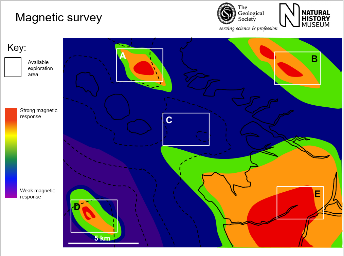 Magnetic survey
The
Geological
Society
serving science & profession
NATURAL
HISTORY
MUSEUM
Key:
Available
exploration
area
Strong magnetic
response
Weak magnetic
response
A
B
C
D
E
5 km